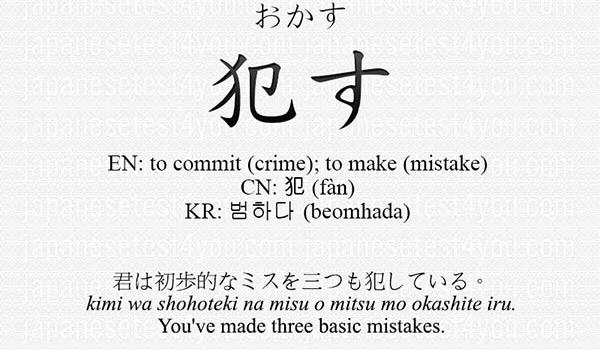 おかす
犯す
EN: to commit (crime); to make (mistake)
CN: 犯 (fàn)
KR: 범하다 (beomhada)
君は初歩的なミスを三つも犯している。
kimi wa shohoteki na misu o mitsu mo okashite iru.
You've made three basic mistakes.
japanesetest4you.com